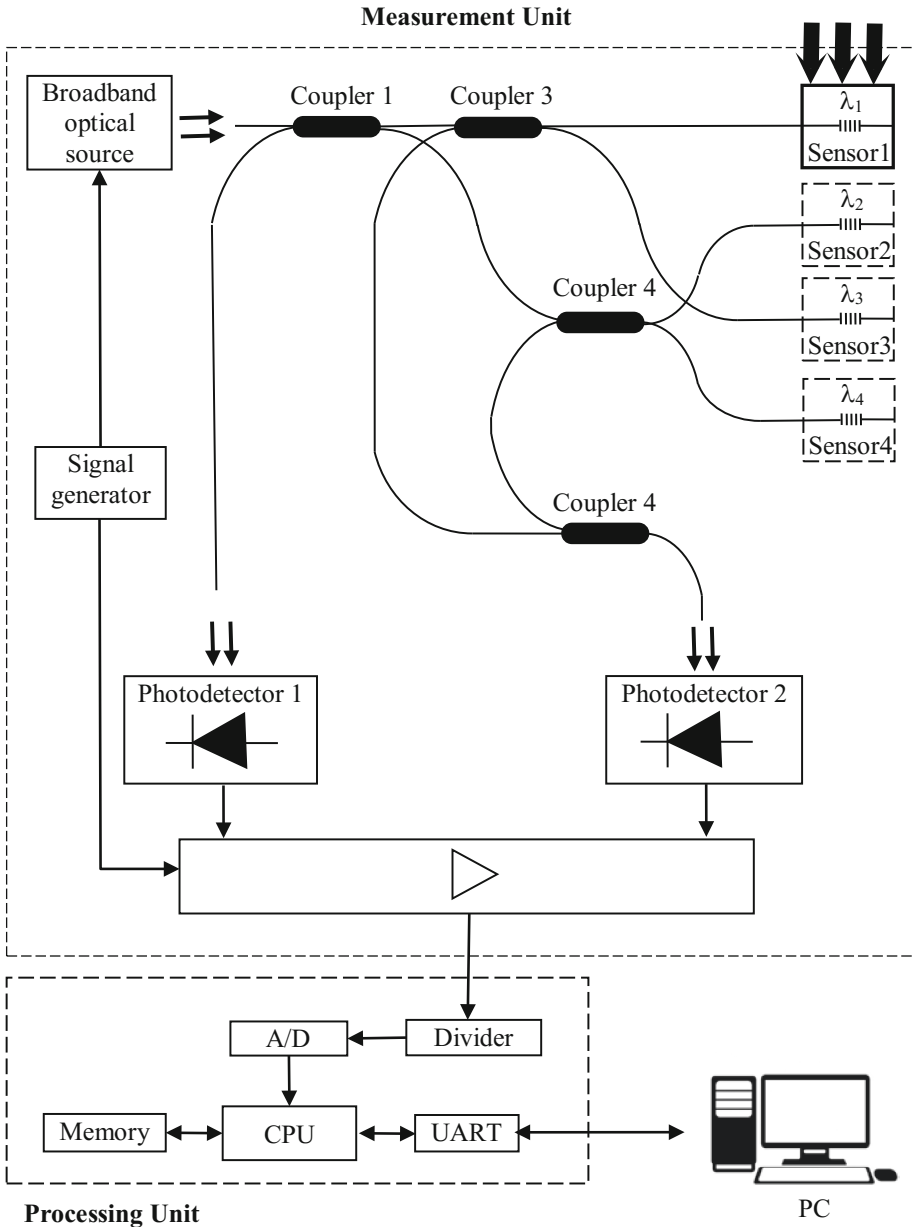 Measurement Unit
Broadband
optical
source
Coupler 1
Coupler 3
λ1
Sensor1
λ2
Sensor2
Coupler 4
λ3
Sensor3
λ4
Sensor4
Signal
generator
Coupler 4
Photodetector 1
Photodetector 2
A/D
Divider
Memory
CPU
UART
PC
Processing Unit